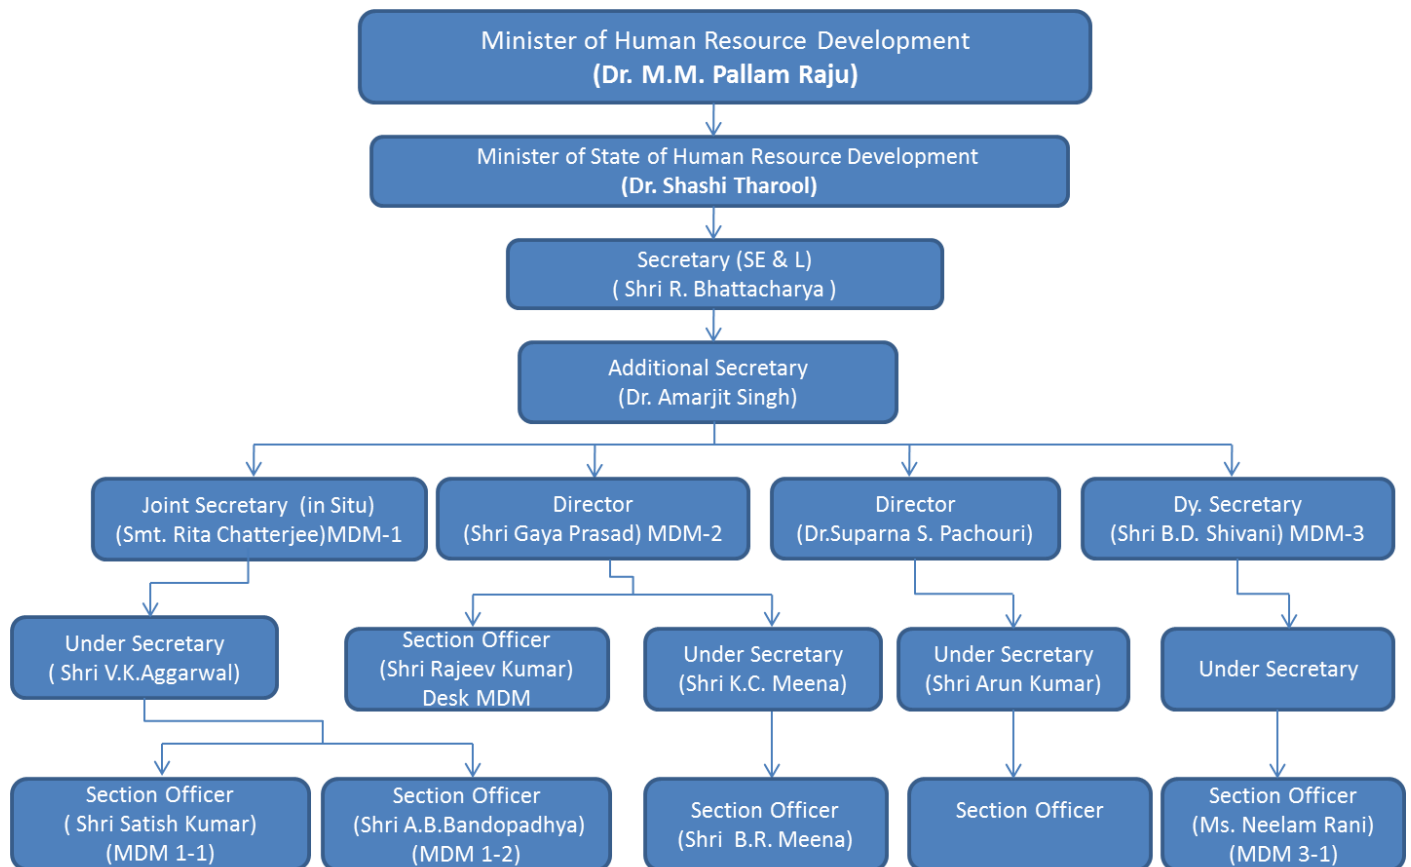 Minister of Human Resource Development
(Dr. M.M. Pallam Raju)
Minister of State of Human Resource Development
(Dr. Shashi Tharool)
Secretary (SE & L)
( Shri R. Bhattacharya )
Additional Secretary
(Dr. Amarjit Singh)
Joint Secretary  (in Situ)
(Smt. Rita Chatterjee)MDM-1
Director
(Shri Gaya Prasad) MDM-2
Director
(Dr.Suparna S. Pachouri)
Dy. Secretary
(Shri B.D. Shivani) MDM-3
Under Secretary
( Shri V.K.Aggarwal)
Section Officer
(Shri Rajeev Kumar)
Desk MDM
Under Secretary
(Shri K.C. Meena)
Under Secretary
(Shri Arun Kumar)
Under Secretary
Section Officer
( Shri Satish Kumar)
(MDM 1-1)
Section Officer
(Shri A.B.Bandopadhya)
(MDM 1-2)
Section Officer
(Shri  B.R. Meena)
Section Officer
Section Officer
(Ms. Neelam Rani)
(MDM 3-1)